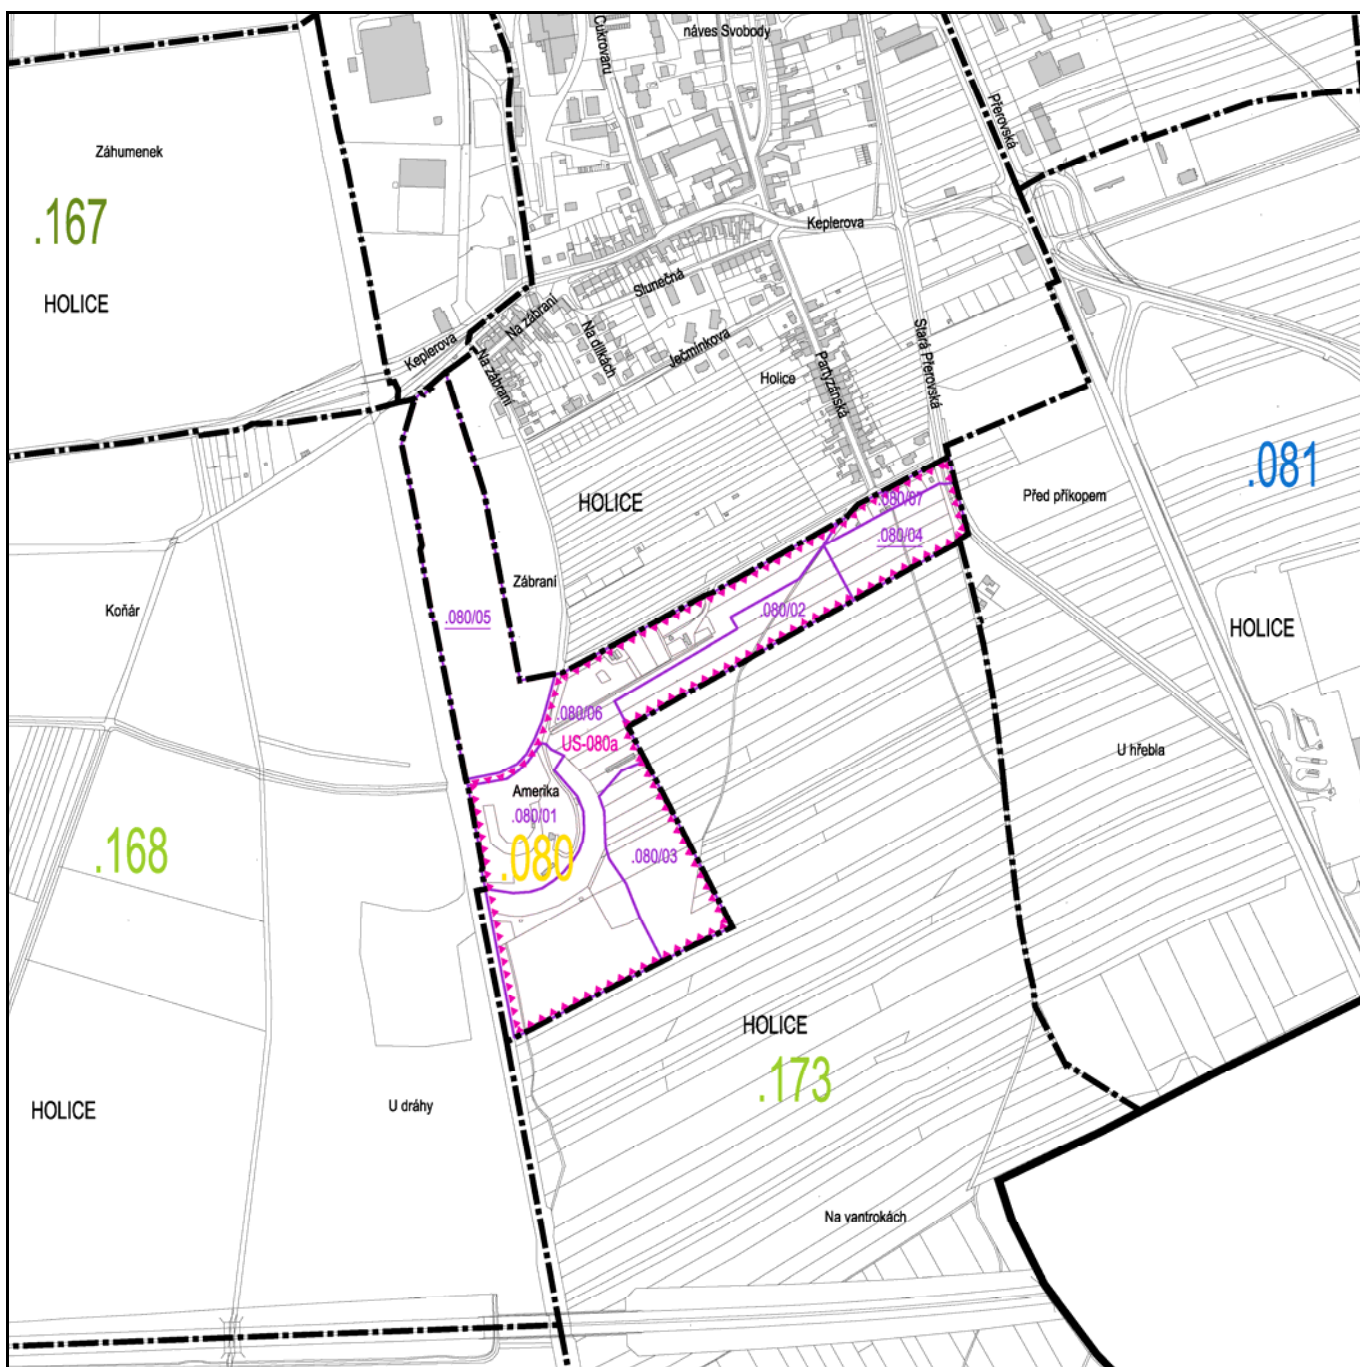 Cukrovaru
náves Svobody
Přerovská
Záhumenek
.167
Keplerova
HOLICE
Slunečná
Na zábraní
Na dílkách
Keplerova
Na zábraní
Ječmínkova
Holice
Partyzánská
Stará Přerovská
.081
HOLICE
Před příkopem
.080/07
.080/04
Zábraní
Koňár
.080/05
.080/02
HOLICE
.080/06
US-080a
U hřebla
Amerika
.080/01
.168
.080
.080/03
HOLICE
.173
HOLICE
U dráhy
Na vantrokách